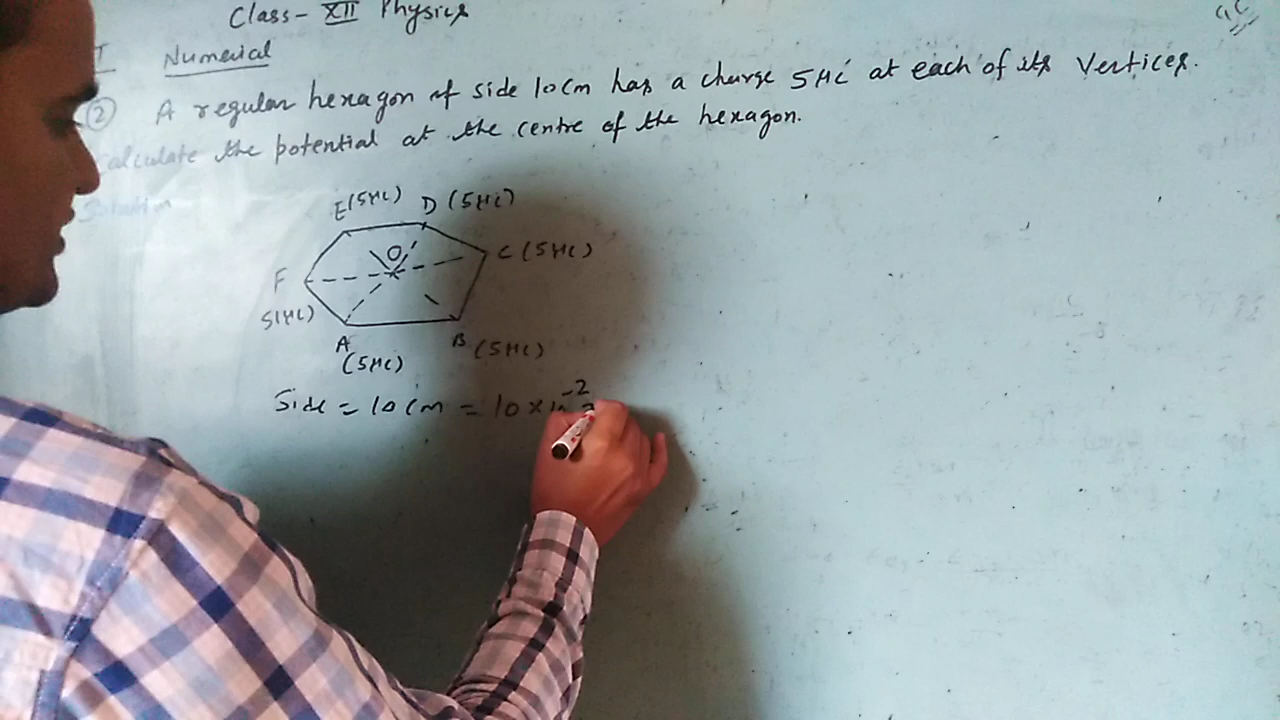 Class-XII Physics
I Numerial
② A regular hexagon of side 10cm has a charge 5μC at each of its Vertices.
Calculate the potential at the centre of the hexagon.
Solution
E(5μC) D (5μC)
O
C (5μC)
F
5(μC)
A
(5μC)
B (5μC)
Side = 10cm = 10×10⁻²